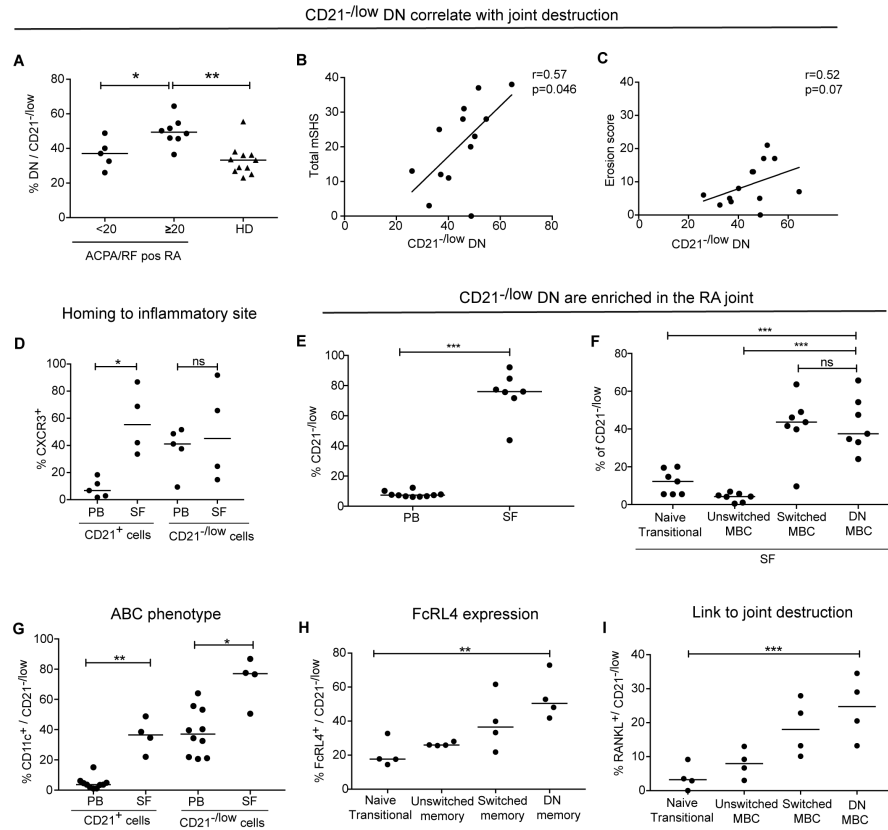 CD21-/low DN correlate with joint destruction
A
% DN / CD21-/low
80
60
40
20
0
*
**
<20
≥20
HD
ACPA/RF pos RA
B
Total mSHS
40
30
20
10
0
0
20
40
60
80
CD21-/low DN
r=0.57
p=0.046
C
Erosion score
40
30
20
10
0
0
20
40
60
80
CD21-/low DN
r=0.52
p=0.07
Homing to inflammatory site
CD21-/low DN are enriched in the RA joint
D
% CXCR3+
100
80
60
40
20
0
*
ns
PB
SF
PB
SF
CD21+ cells
CD21-/low cells
E
% CD21-/low
100
80
60
40
20
0
***
PB
SF
F
% of CD21-/low
80
60
40
20
0
***
***
ns
Naive
Transitional
Unswitched
MBC
Switched
MBC
DN
MBC
SF
ABC phenotype
FcRL4 expression
Link to joint destruction
G
% CD11c+ / CD21-/low
100
80
60
40
20
0
**
*
PB
SF
PB
SF
CD21+ cells
CD21-/low cells
H
% FcRL4+ / CD21-/low
80
60
40
20
0
**
Naive
Transitional
Unswitched
memory
Switched
memory
DN
memory
I
% RANKL+/ CD21-/low
40
30
20
10
0
***
Naive
Transitional
Unswitched
MBC
Switched
MBC
DN
MBC